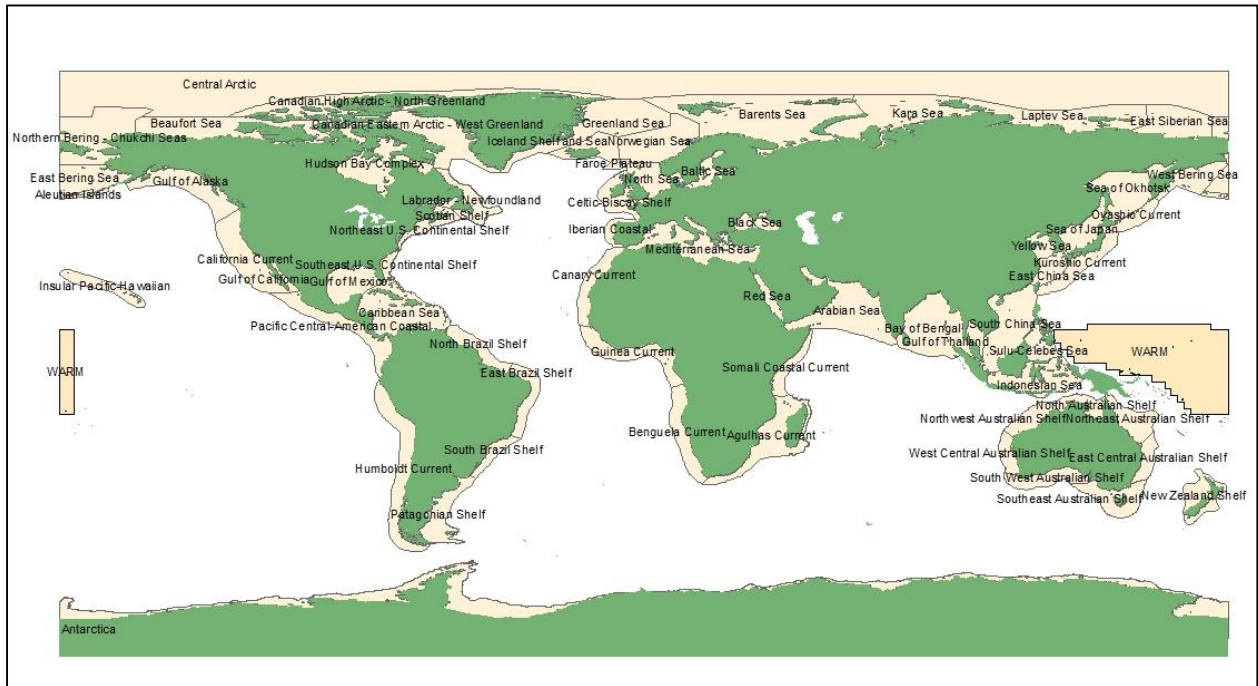 Central Arctic
Canadian High Arctic - North Greenland
Beaufort Sea
Canadian Eastern Arctic - West Greenland
Greenland Sea
Barents Sea
Kara Sea
Laptev Sea
East Siberian Sea
Northern Bering - Chukchi Seas
Iceland Shelf and Sea
Norwegian Sea
Hudson Bay Complex
Faroe Plateau
East Bering Sea
Gulf of Alaska
North Sea
Baltic Sea
West Bering Sea
Aleutian Islands
Sea of Okhotsk
Labrador - Newfoundland
Celtic-Biscay Shelf
Scotian Shelf
Oyashio Current
Northeast U.S. Continental Shelf
Iberian Coastal
Black Sea
Sea of Japan
Mediterranean Sea
Yellow Sea
California Current
Southeast U.S. Continental Shelf
Kuroshio Current
Gulf of California
Gulf of Mexico
Canary Current
East China Sea
Insular Pacific-Hawaiian
Red Sea
Arabian Sea
Caribbean Sea
Pacific Central-American Coastal
Bay of Bengal
South China Sea
North Brazil Shelf
Gulf of Thailand
Guinea Current
Sulu-Celebes Sea
WARM
WARM
East Brazil Shelf
Somali Coastal Current
Indonesian Sea
North Australian Shelf
Northwest Australian Shelf
Northeast Australian Shelf
Benguela Current
Agulhas Current
South Brazil Shelf
West Central Australian Shelf
East Central Australian Shelf
Humboldt Current
South West Australian Shelf
Southeast Australian Shelf
New Zealand Shelf
Patagonian Shelf
Antarctica